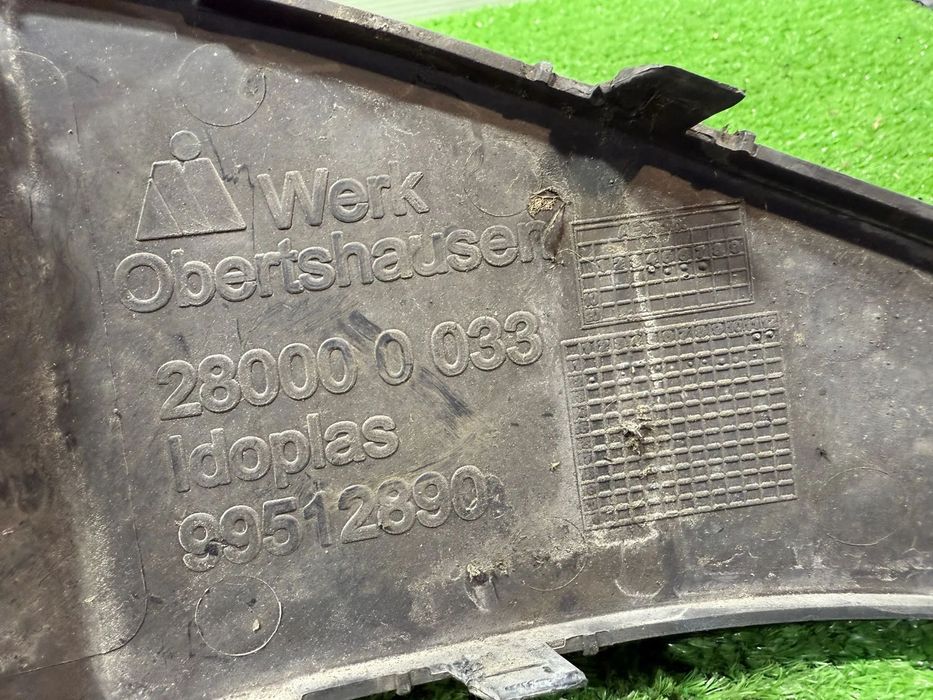 Werk
Obertshausen
28000 0 033
Idoplas
99512890